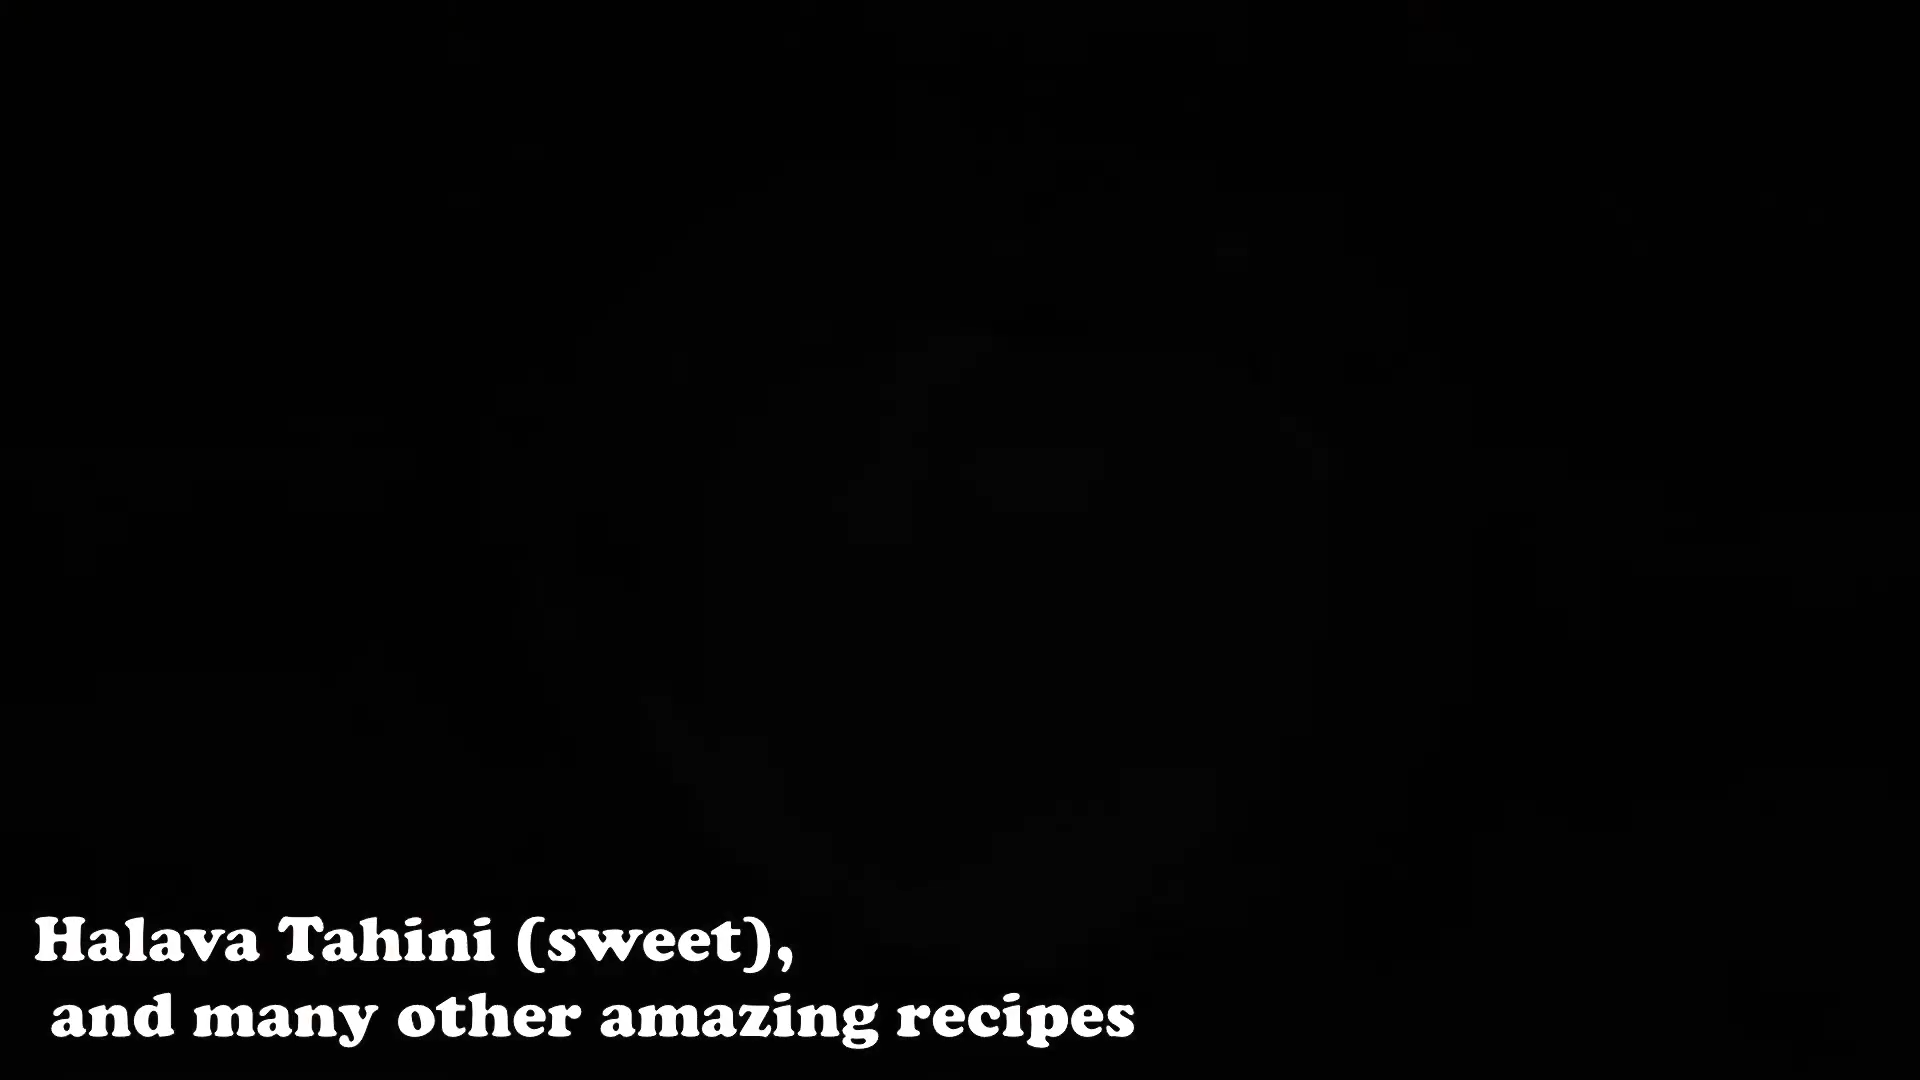 Halava Tahini (sweet),
and many other amazing recipes